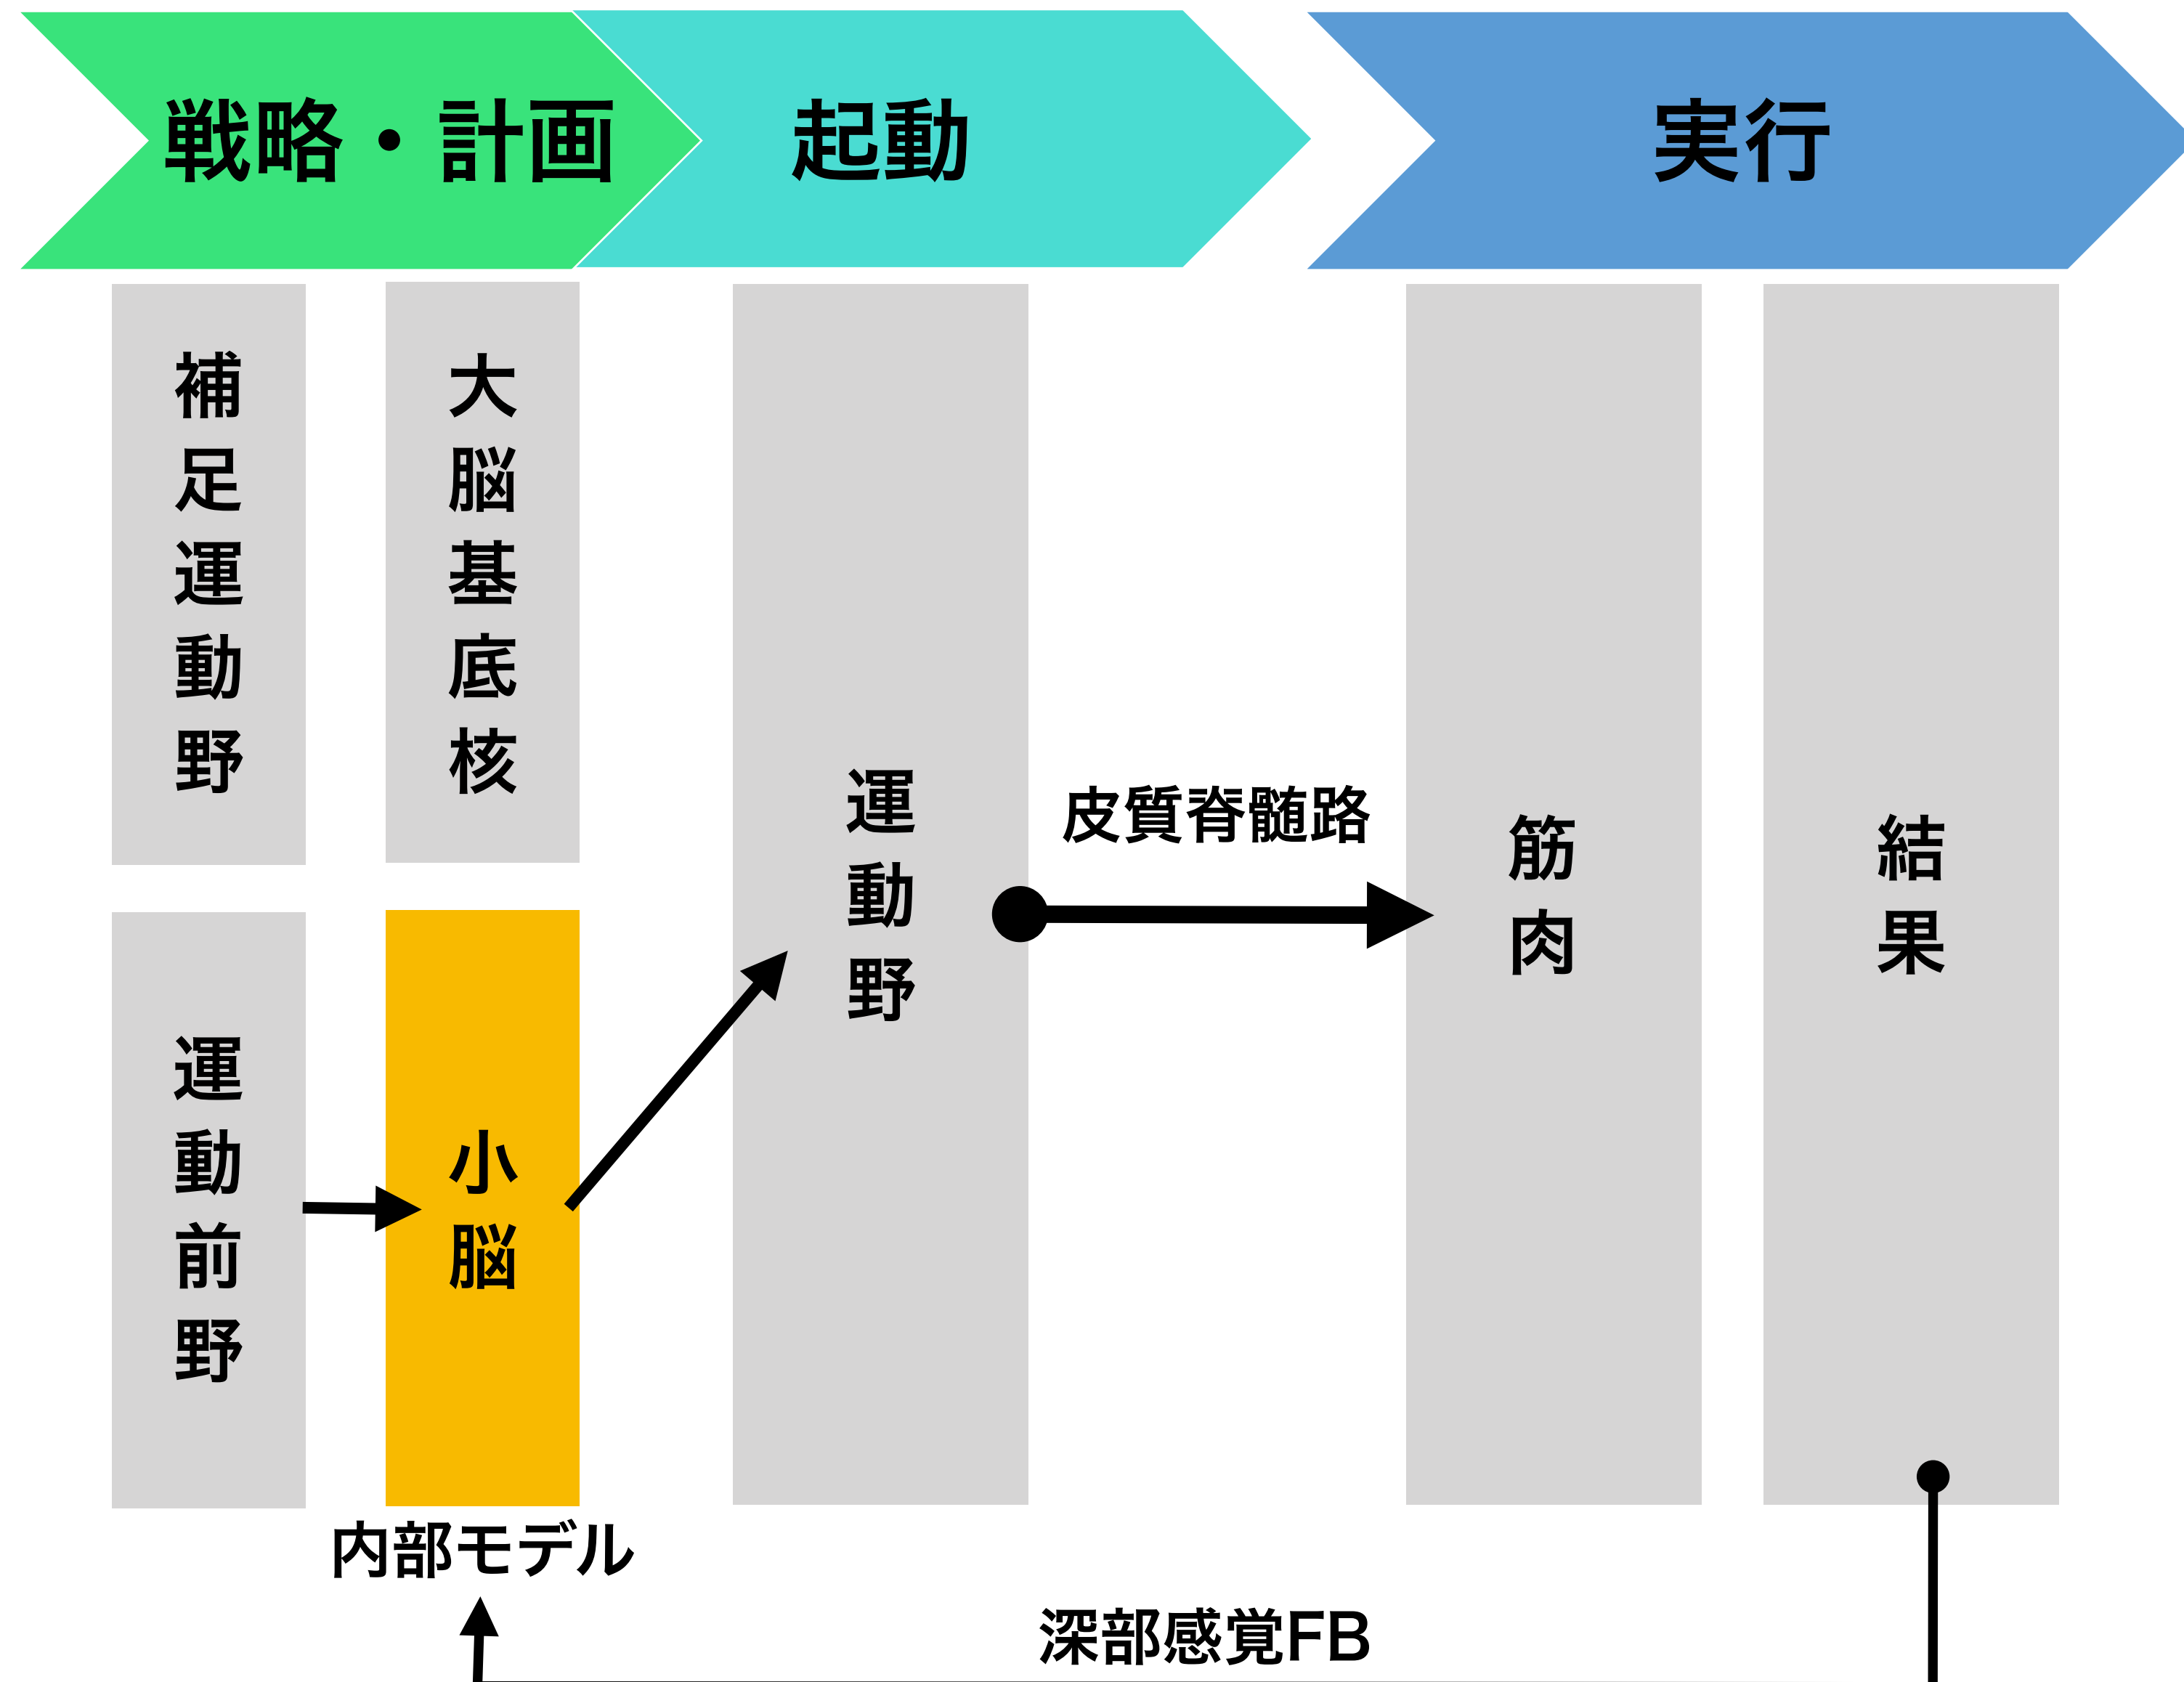 戦略・計画
起動
実行
補足運動野
大脳基底核
運動前野
小脳
運動野
皮質脊髄路
筋肉
結果
内部モデル
深部感覚FB